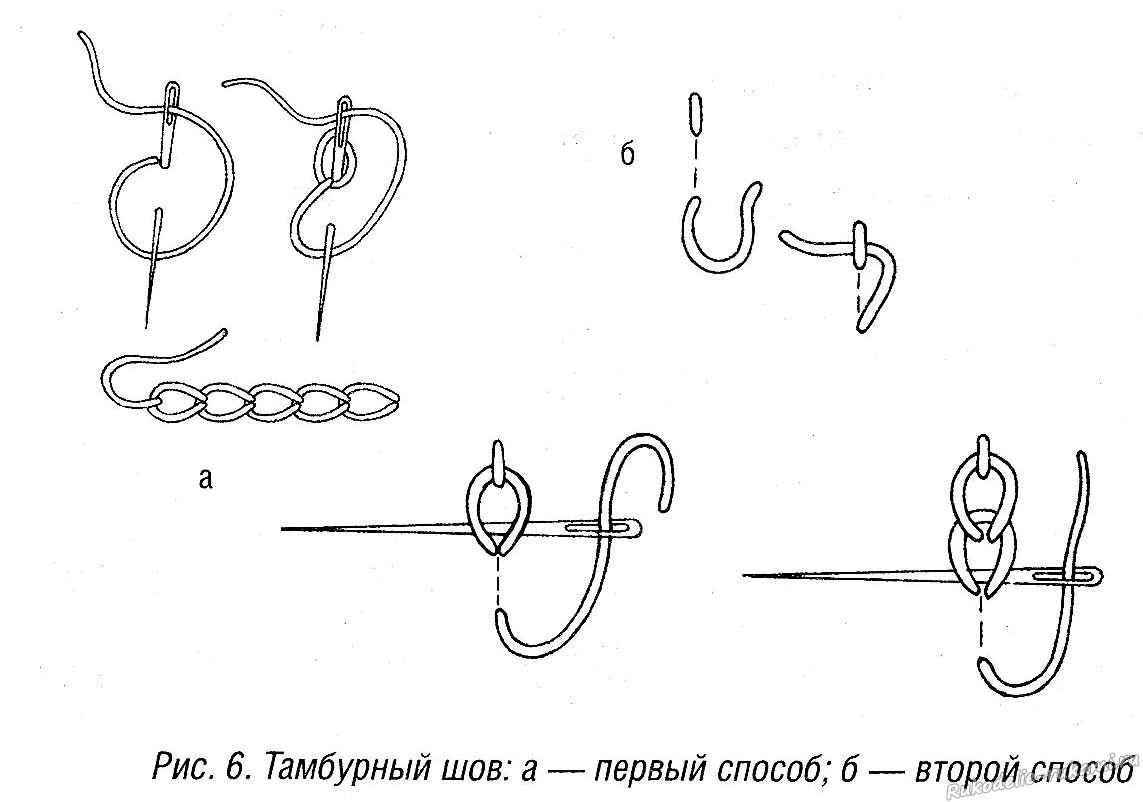 б
а
Рис. 6. Тамбурный шов: а — первый способ; б — второй способ